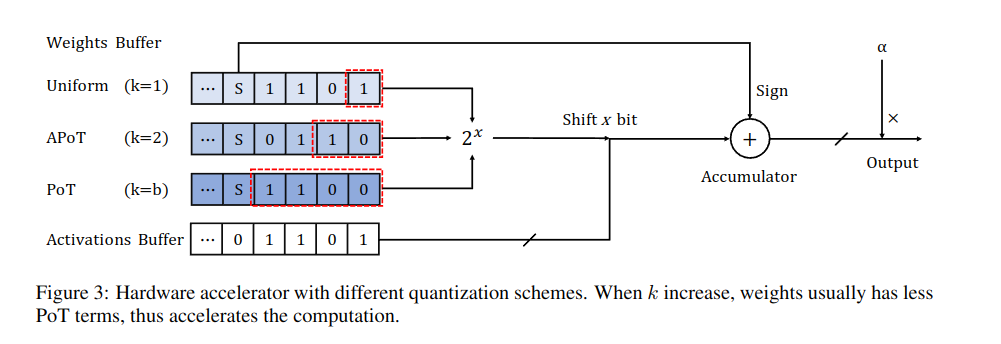 Weights Buffer
α
Uniform (k=1) ... S 1 1 0 1
Sign
×
Shift x bit
APoT (k=2) ... S 0 1 1 0
2^x
+
Output
Accumulator
PoT (k=b) ... S 1 1 0 0
Activations Buffer ... 0 1 1 0 1
Figure 3: Hardware accelerator with different quantization schemes. When k increase, weights usually has less
PoT terms, thus accelerates the computation.